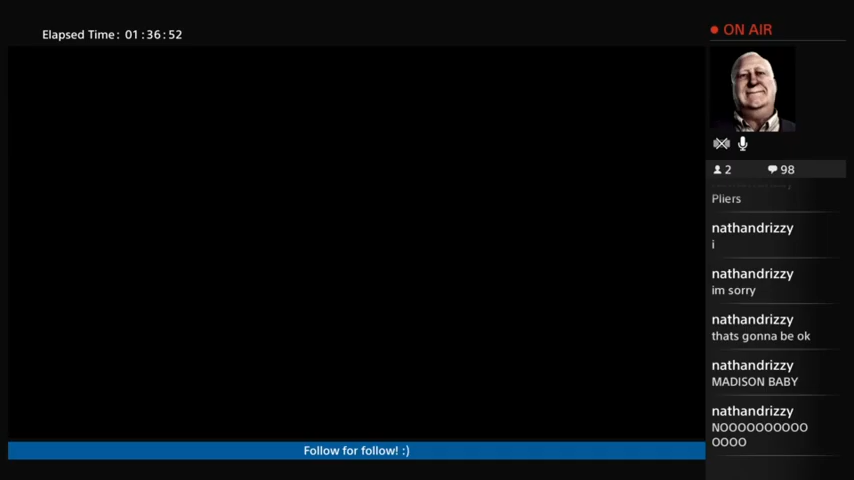 Elapsed Time: 01:36:52
ON AIR
2 98
Pliers
nathandrizzy
i
nathandrizzy
im sorry
nathandrizzy
thats gonna be ok
nathandrizzy
MADISON BABY
nathandrizzy
NOOOOOOOOOO
OOOO
Follow for follow! :)